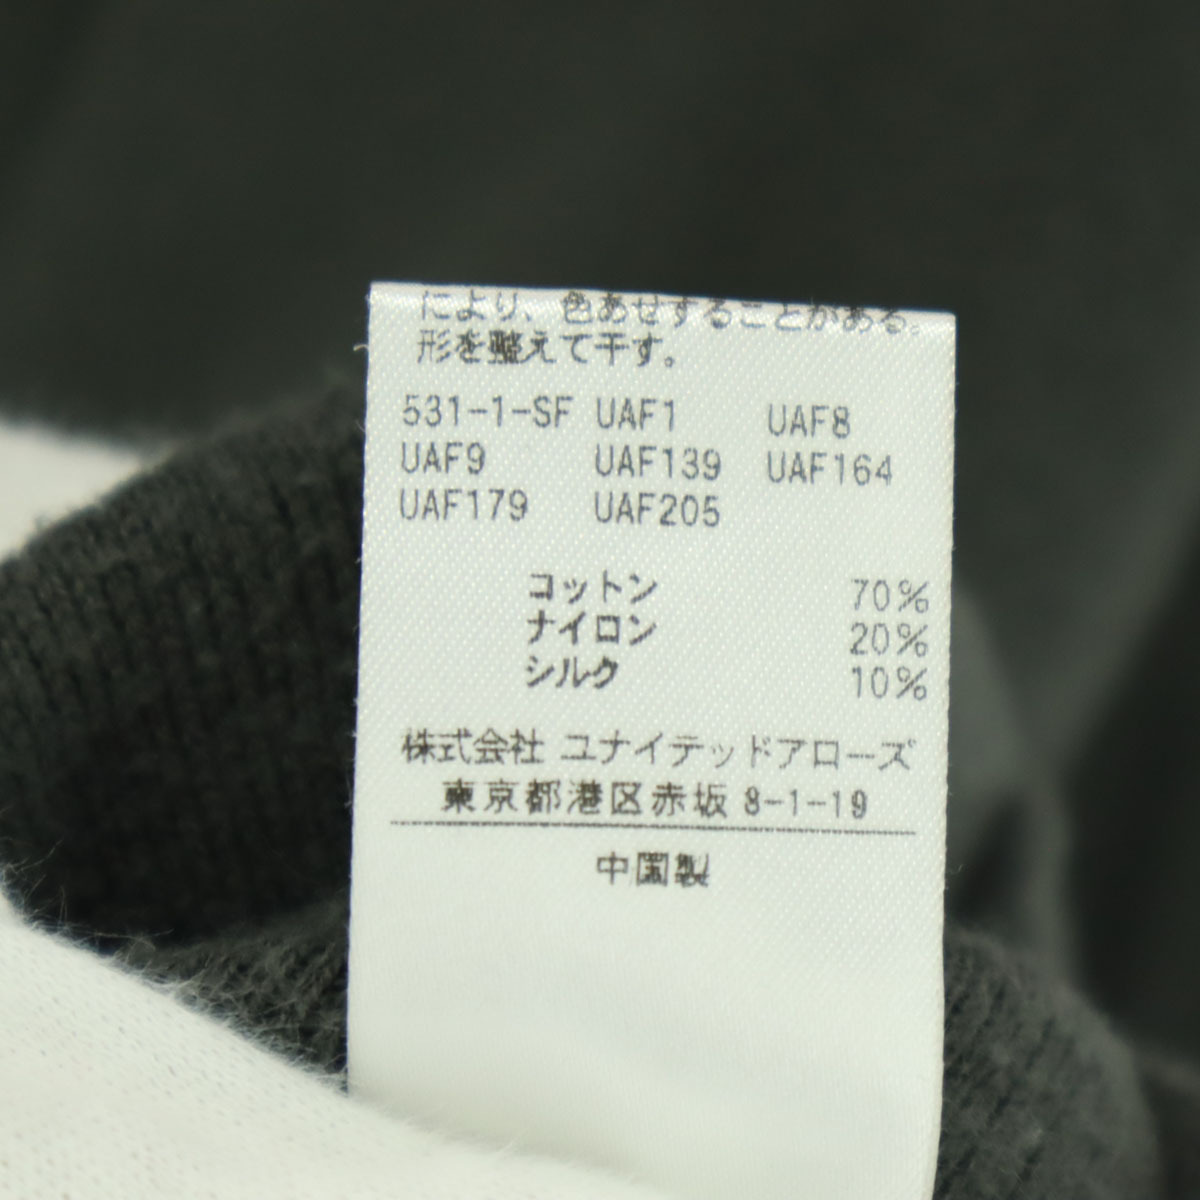 により、色あせすることがある。
形を整えて干す。
531-1-SF UAF1 UAF8
UAF9 UAF139 UAF164
UAF179 UAF205
コットン 70%
ナイロン 20%
シルク 10%
株式会社 ユナイテッドアローズ
東京都港区赤坂 8-1-19
中国製